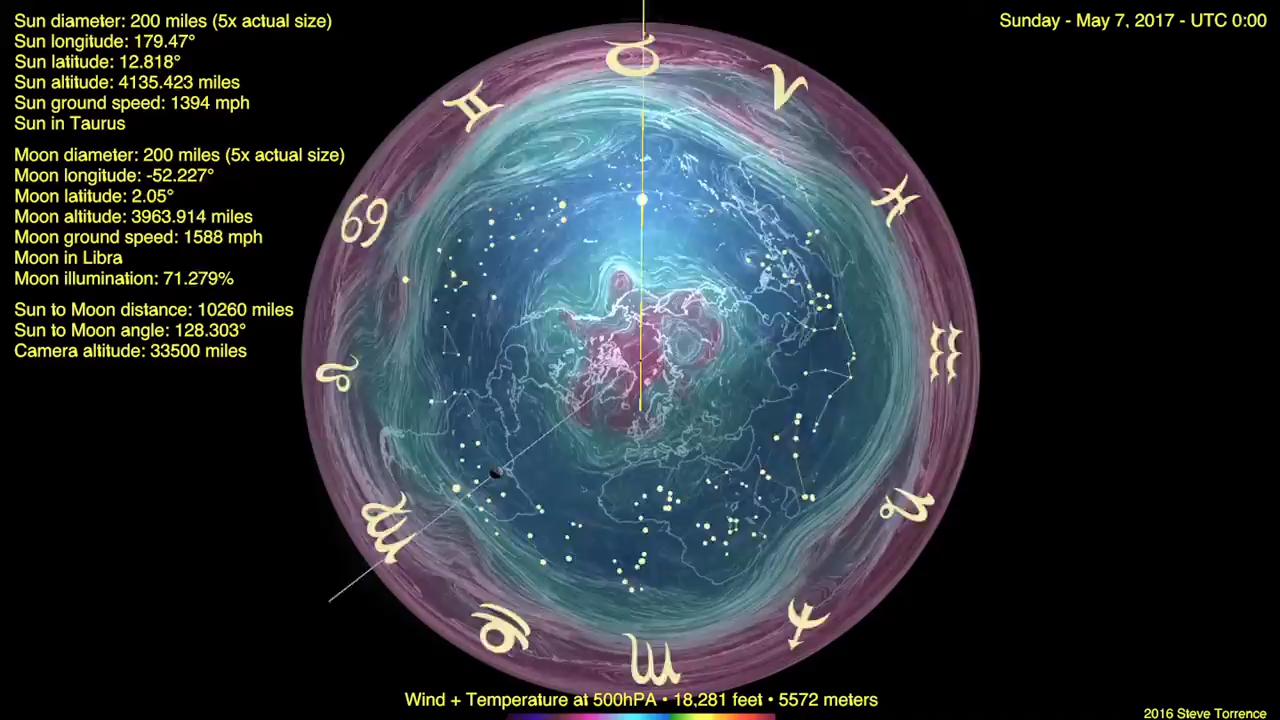 Sun diameter: 200 miles (5x actual size)
Sun longitude: 179.47°
Sun latitude: 12.818°
Sun altitude: 4135.423 miles
Sun ground speed: 1394 mph
Sun in Taurus
Moon diameter: 200 miles (5x actual size)
Moon longitude: -52.227°
Moon latitude: 2.05°
Moon altitude: 3963.914 miles
Moon ground speed: 1588 mph
Moon in Libra
Moon illumination: 71.279%
Sun to Moon distance: 10260 miles
Sun to Moon angle: 128.303°
Camera altitude: 33500 miles
Sunday - May 7, 2017 - UTC 0:00
Wind + Temperature at 500hPA • 18,281 feet • 5572 meters
2016 Steve Torrence